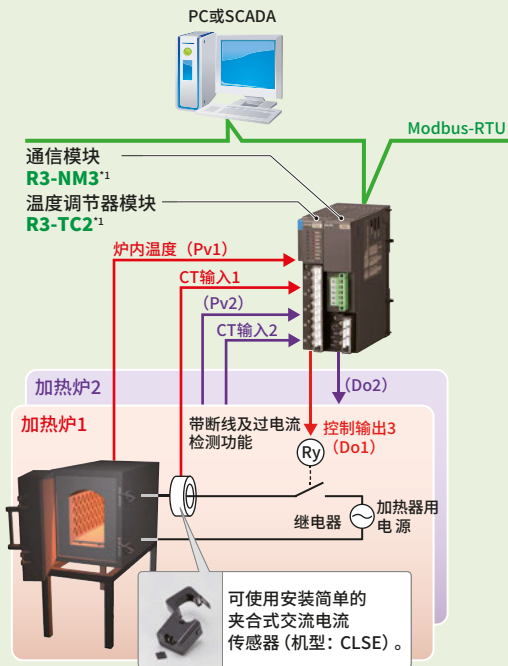 PC或SCADA
Modbus-RTU
通信模块
R3-NM3*1
温度调节器模块
R3-TC2*1
炉内温度（Pv1）
CT输入1
（Pv2）
CT输入2
（Do2）
加热炉2
加热炉1
带断线及过电流
检测功能
控制输出3
（Do1）
Ry
继电器
加热器用
电源
可使用安装简单的
夹合式交流电流
传感器（机型：CLSE）。